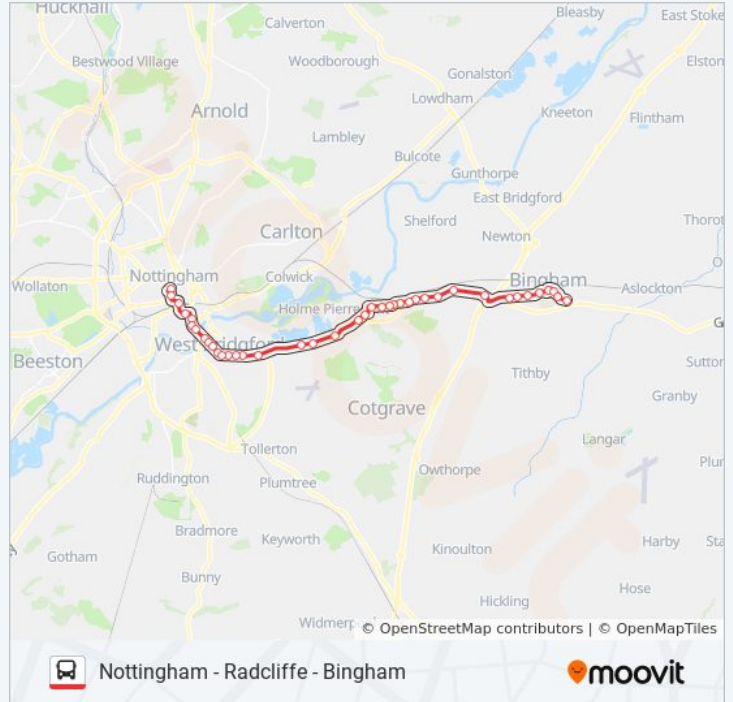 Hucknall
Bleasby
East Stoke
Calverton
Bestwood Village
Woodborough
Elston
Gonalston
Arnold
Lowdham
Kneeton
Flintham
Lambley
Bulcote
Gunthorpe
East Bridgford
Carlton
Shelford
Thorot
Newton
Nottingham
Colwick
Bingham
Wollaton
Aslockton
Holme Pierre
West Bridgford
Beeston
Sutton
Tithby
Granby
Cotgrave
Langar
Tollerton
Plur
Owthorpe
Ruddington
Plumtree
Bradmore
Keyworth
Harby
Sta
Gotham
Kinoulton
Bunny
Hose
Hickling
Widmerp
© OpenStreetMap contributors | © OpenMapTiles
Nottingham - Radcliffe - Bingham
moovit